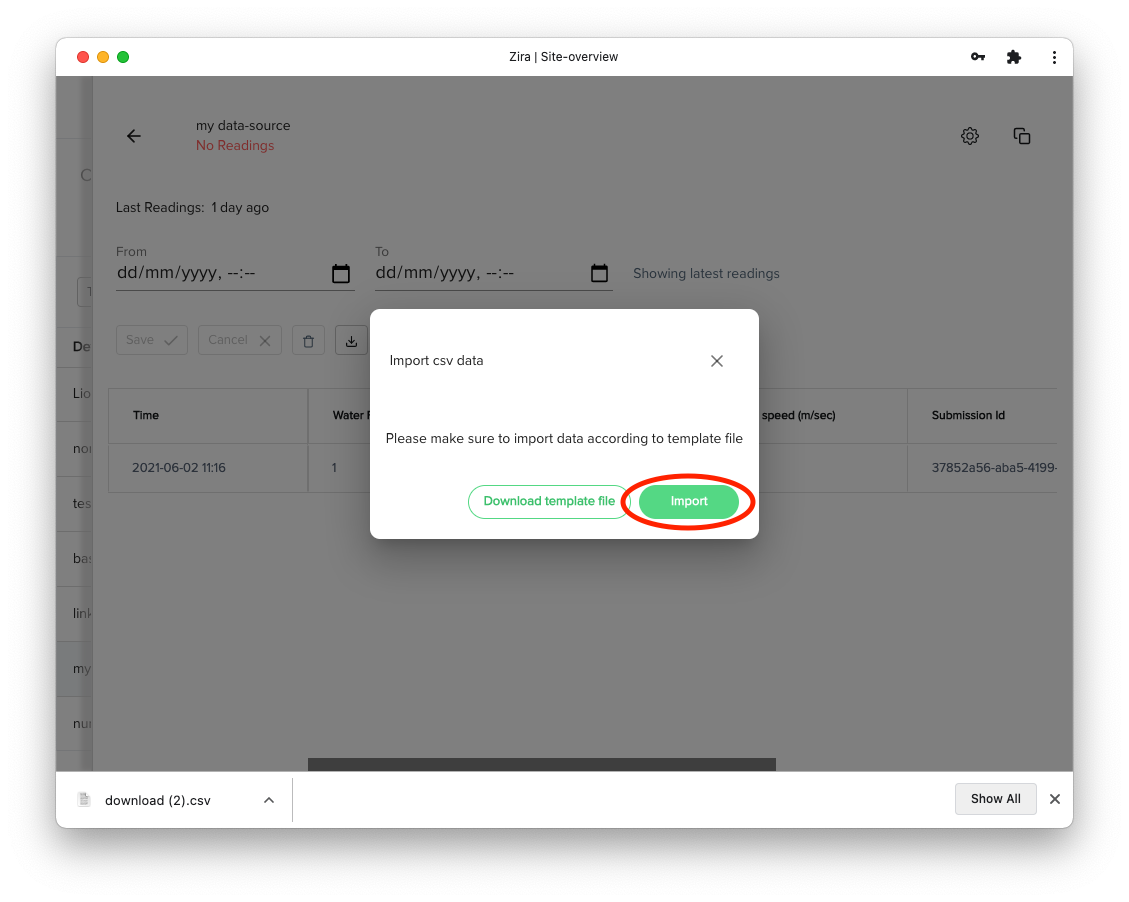 Zira | Site-overview
my data-source
No Readings
Last Readings: 1 day ago
From
To
dd/mm/yyyy, --:--
dd/mm/yyyy, --:--
Showing latest readings
Save
Cancel
Import csv data
Please make sure to import data according to template file
Download template file
Import
Time
Water
speed (m/sec)
Submission Id
2021-06-02 11:16
1
37852a56-aba5-4199-
De
Lio
nor
tes
bas
link
my
nur
download (2).csv
Show All